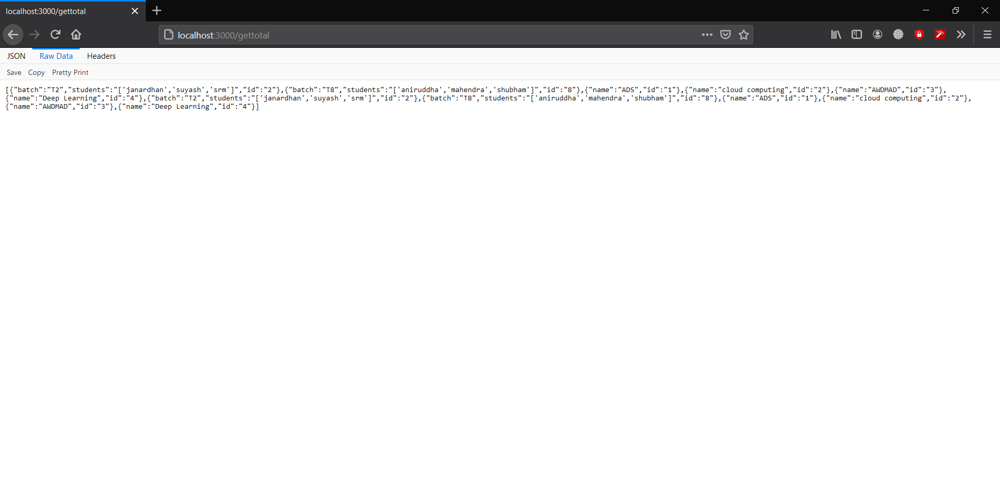 localhost:3000/gettotal
localhost:3000/gettotal
JSON Raw Data Headers
Save Copy Pretty Print
[{"batch":"T2","students":"['janardhan','suyash','srm']","id":"2"},{"batch":"T8","students":"['aniruddha','mahendra','shubham']","id":"8"},{"name":"ADS","id":"1"},{"name":"cloud computing","id":"2"},{"name":"AWDMAD","id":"3"},
{"name":"Deep Learning","id":"4"},{"batch":"T2","students":"['janardhan','suyash','srm']","id":"2"},{"batch":"T8","students":"['aniruddha','mahendra','shubham']","id":"8"},{"name":"ADS","id":"1"},{"name":"cloud computing","id":"2"},
{"name":"AWDMAD","id":"3"},{"name":"Deep Learning","id":"4"}]